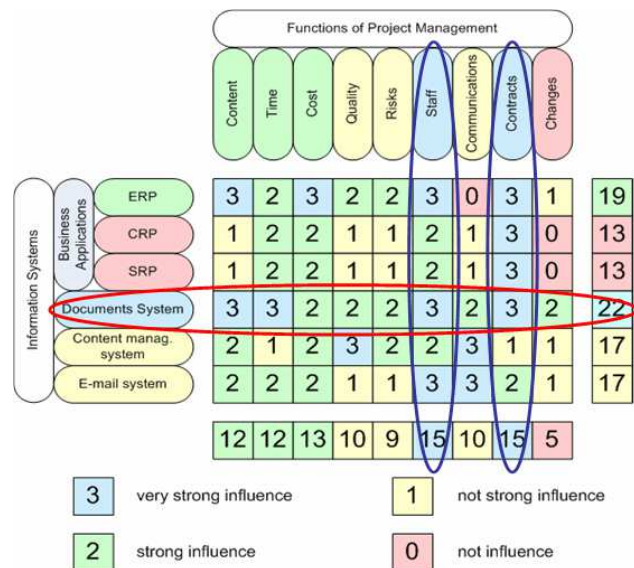 Functions of Project Management
Content Time Cost Quality Risks Staff Communications Contracts Changes
Information Systems
Business Applications
ERP 3 2 3 2 2 3 0 3 1 19
CRP 1 2 2 1 1 2 1 3 0 13
SRP 1 2 2 1 1 2 1 3 0 13
Documents System 3 3 2 2 2 3 2 3 2 22
Content manag. system 2 1 2 3 2 2 3 1 1 17
E-mail system 2 2 2 1 1 3 3 2 1 17
12 12 13 10 9 15 10 15 5
3 very strong influence 1 not strong influence
2 strong influence 0 not influence